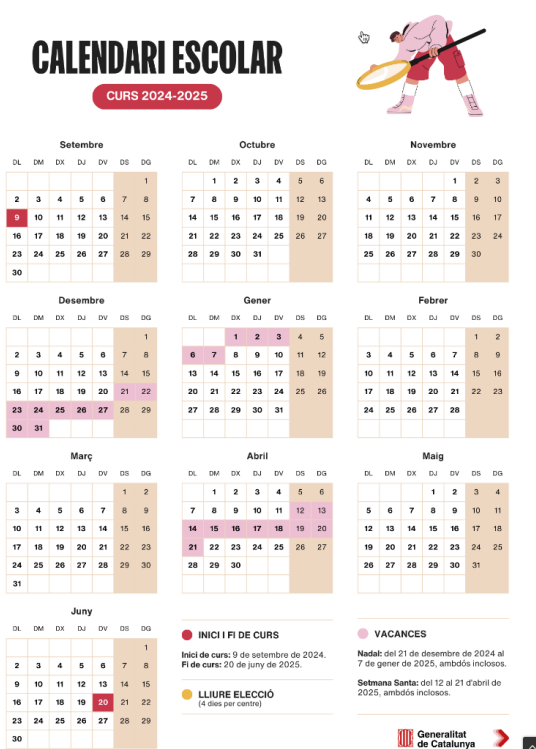 CALENDARI ESCOLAR
CURS 2024-2025
Setembre
DL DM DX DJ DV DS DG
1
2 3 4 5 6 7 8
9 10 11 12 13 14 15
16 17 18 19 20 21 22
23 24 25 26 27 28 29
30
Octubre
DL DM DX DJ DV DS DG
1 2 3 4 5 6
7 8 9 10 11 12 13
14 15 16 17 18 19 20
21 22 23 24 25 26 27
28 29 30 31
Novembre
DL DM DX DJ DV DS DG
1 2 3
4 5 6 7 8 9 10
11 12 13 14 15 16 17
18 19 20 21 22 23 24
25 26 27 28 29 30
Desembre
DL DM DX DJ DV DS DG
1
2 3 4 5 6 7 8
9 10 11 12 13 14 15
16 17 18 19 20 21 22
23 24 25 26 27 28 29
30 31
Gener
DL DM DX DJ DV DS DG
1 2 3 4 5
6 7 8 9 10 11 12
13 14 15 16 17 18 19
20 21 22 23 24 25 26
27 28 29 30 31
Febrer
DL DM DX DJ DV DS DG
1 2
3 4 5 6 7 8 9
10 11 12 13 14 15 16
17 18 19 20 21 22 23
24 25 26 27 28
Març
DL DM DX DJ DV DS DG
1 2
3 4 5 6 7 8 9
10 11 12 13 14 15 16
17 18 19 20 21 22 23
24 25 26 27 28 29 30
31
Abril
DL DM DX DJ DV DS DG
1 2 3 4 5 6
7 8 9 10 11 12 13
14 15 16 17 18 19 20
21 22 23 24 25 26 27
28 29 30
Maig
DL DM DX DJ DV DS DG
1 2 3 4
5 6 7 8 9 10 11
12 13 14 15 16 17 18
19 20 21 22 23 24 25
26 27 28 29 30 31
Juny
DL DM DX DJ DV DS DG
1
2 3 4 5 6 7 8
9 10 11 12 13 14 15
16 17 18 19 20 21 22
23 24 25 26 27 28 29
30
INICI I FI DE CURS
Inici de curs: 9 de setembre de 2024.
Fi de curs: 20 de juny de 2025.
LLIURE ELECCIÓ
(4 dies per centre)
VACANCES
Nadal: del 21 de desembre de 2024 al
7 de gener de 2025, ambdós inclosos.
Setmana Santa: del 12 al 21 d'abril de
2025, ambdós inclosos.
Generalitat
de Catalunya